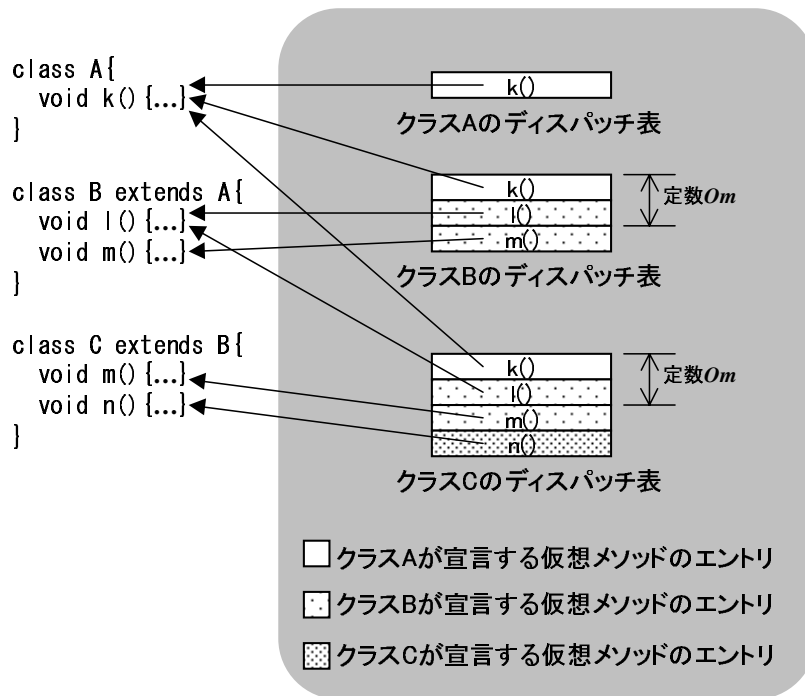 class A{
void k(){...}
}
class B extends A{
void l(){...}
void m(){...}
}
class C extends B{
void m(){...}
void n(){...}
}
k()
クラスAのディスパッチ表
k()
l()
m()
定数Om
クラスBのディスパッチ表
k()
l()
m()
n()
定数Om
クラスCのディスパッチ表
クラスAが宣言する仮想メソッドのエントリ
クラスBが宣言する仮想メソッドのエントリ
クラスCが宣言する仮想メソッドのエントリ